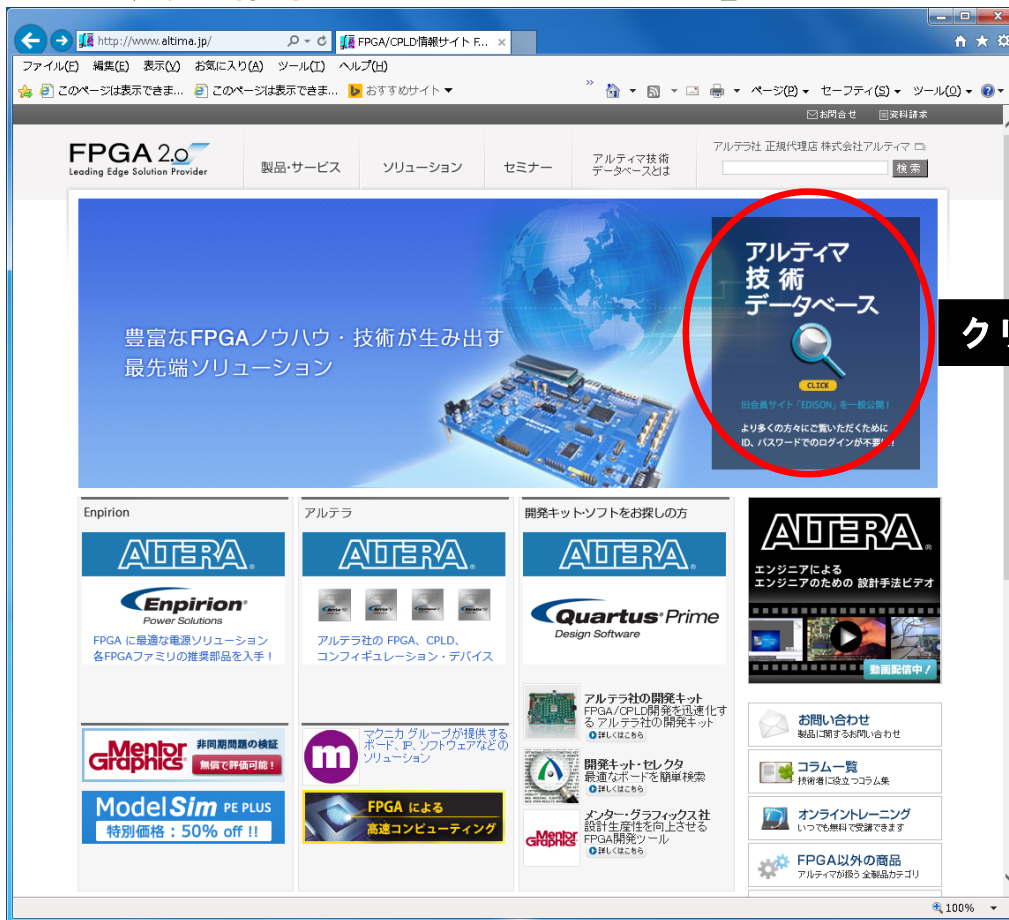 http://www.altima.jp/
FPGA/CPLD情報サイト F...
ファイル(F) 編集(E) 表示(V) お気に入り(A) ツール(T) ヘルプ(H)
このページは表示できま... このページは表示できま... おすすめサイト
ページ(P) セーフティ(S) ツール(O)
お問合せ 資料請求
FPGA 2.0
Leading Edge Solution Provider
製品・サービス
ソリューション
セミナー
アルティマ技術
データベースとは
アルテラ社 正規代理店 株式会社アルティマ
検索
豊富なFPGAノウハウ・技術が生み出す
最先端ソリューション
アルティマ
技術
データベース
CLICK
旧会員サイト「EDISON」を一般公開!
より多くの方々にご覧いただくために
ID、パスワードでのログインが不要に!
クリ
Enpirion
ALTERA®
Enpirion®
Power Solutions
FPGA に最適な電源ソリューション
各FPGAファミリの推奨部品を入手!
アルテラ
ALTERA®
アルテラ社の FPGA、CPLD、
コンフィギュレーション・デバイス
開発キット・ソフトをお探しの方
ALTERA®
Quartus® Prime
Design Software
アルテラ社の開発キット
FPGA/CPLD開発を迅速化す
る アルテラ社の開発キット
詳しくはこちら
開発キット・セレクタ
最適なボードを簡単検索
詳しくはこちら
メンター・グラフィックス社
設計生産性を向上させる
FPGA開発ツール
詳しくはこちら
Mentor Graphics
Mentor Graphics
非同期問題の検証
無償で評価可能!
ModelSim PE PLUS
特別価格:50% off !!
m
マクニカ グループが提供する
ボード、IP、ソフトウェアなどの
ソリューション
FPGA による
高速コンピューティング
ALTERA®
エンジニアによる
エンジニアのための 設計手法ビデオ
動画配信中!
お問い合わせ
製品に関するお問い合わせ
コラム一覧
技術者に役立つコラム集
オンライントレーニング
いつでも無料で受講できます
FPGA以外の商品
アルティマが扱う 全製品カテゴリ
100%